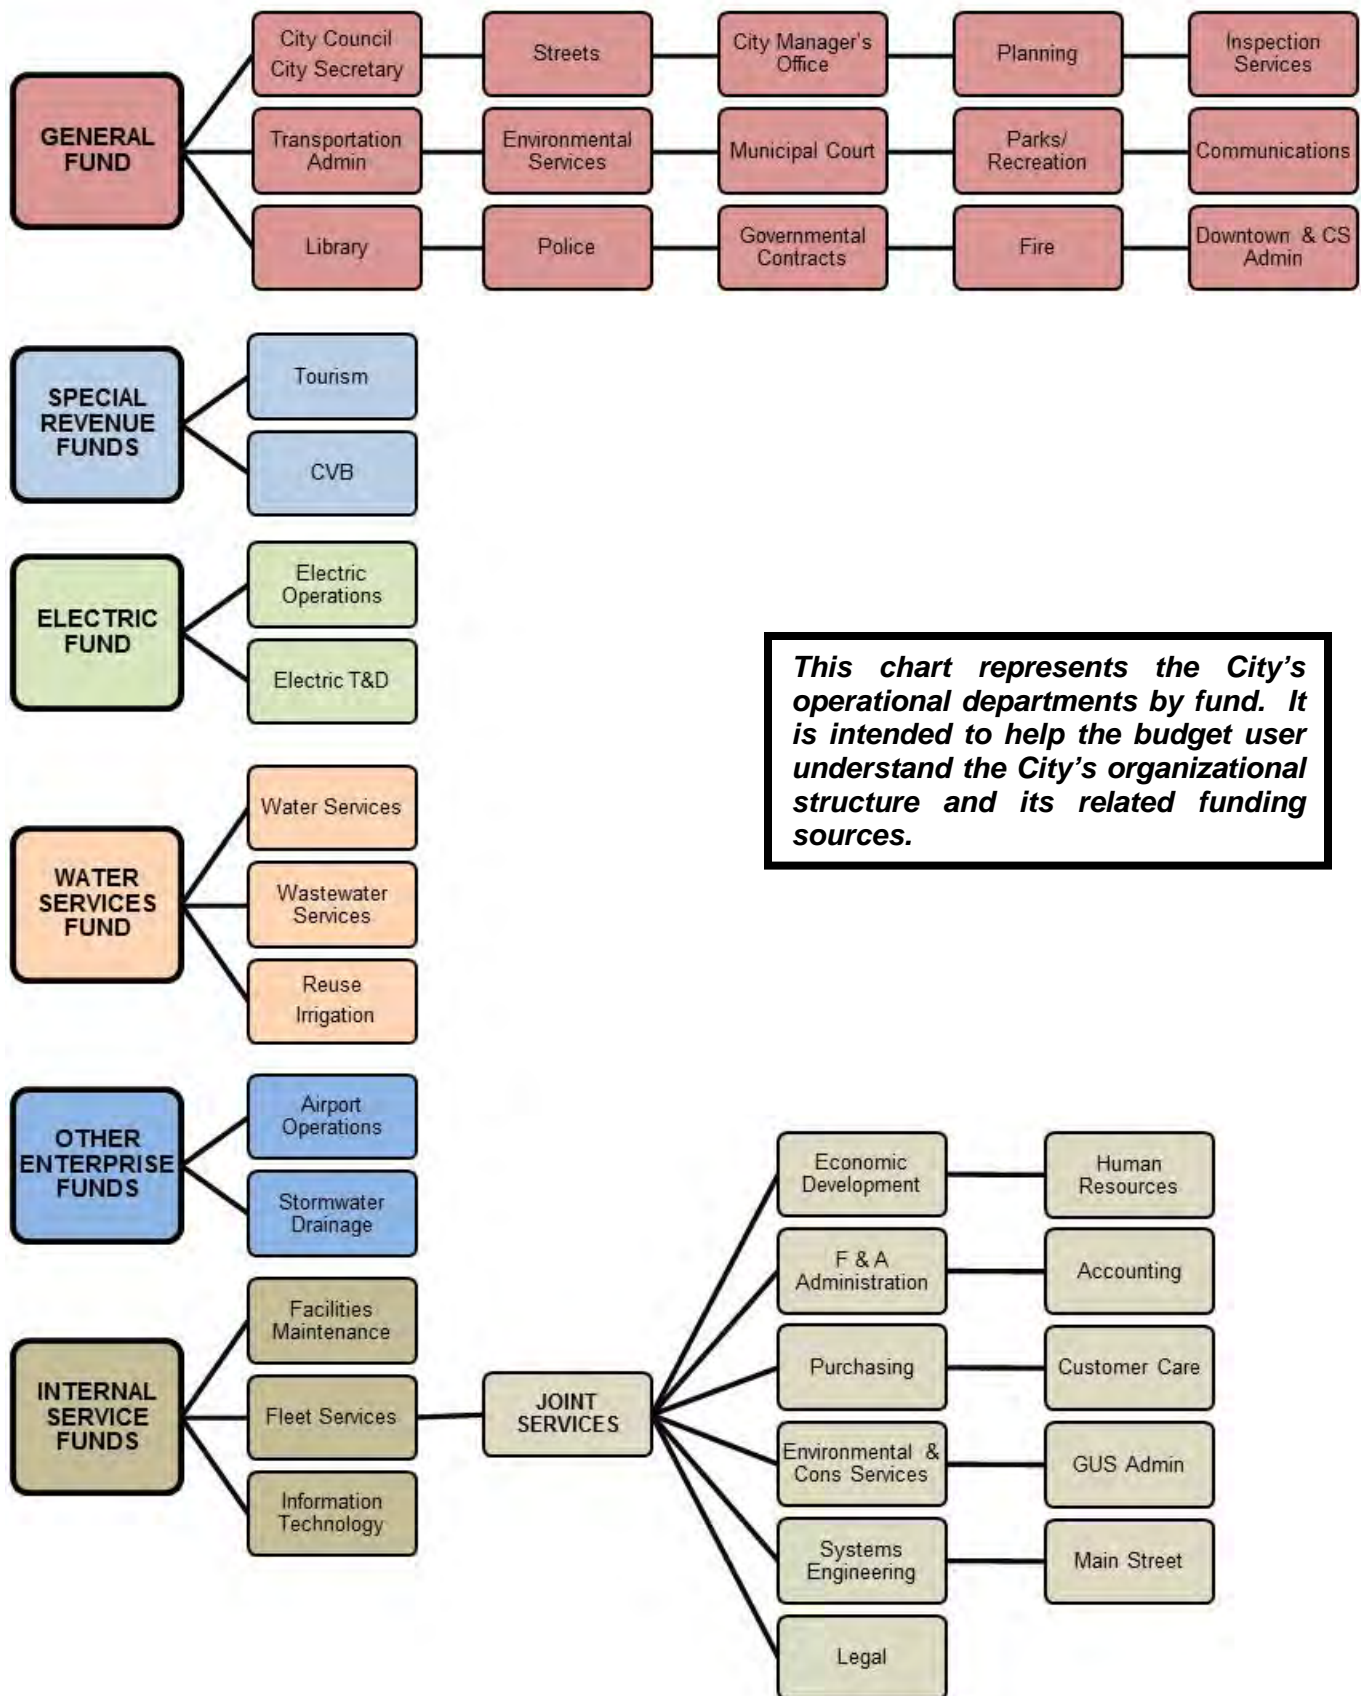 City Council
City Secretary
Streets
City Manager's
Office
Planning
Inspection
Services
GENERAL
FUND
Transportation
Admin
Environmental
Services
Municipal Court
Parks/
Recreation
Communications
Library
Police
Governmental
Contracts
Fire
Downtown & CS
Admin
SPECIAL
REVENUE
FUNDS
Tourism
CVB
ELECTRIC
FUND
Electric
Operations
Electric T&D
This chart represents the City’s
operational departments by fund. It
is intended to help the budget user
understand the City’s organizational
structure and its related funding
sources.
WATER
SERVICES
FUND
Water Services
Wastewater
Services
Reuse
Irrigation
OTHER
ENTERPRISE
FUNDS
Airport
Operations
Stormwater
Drainage
INTERNAL
SERVICE
FUNDS
Facilities
Maintenance
Fleet Services
Information
Technology
JOINT
SERVICES
Economic
Development
Human
Resources
F & A
Administration
Accounting
Purchasing
Customer Care
Environmental &
Cons Services
GUS Admin
Systems
Engineering
Main Street
Legal